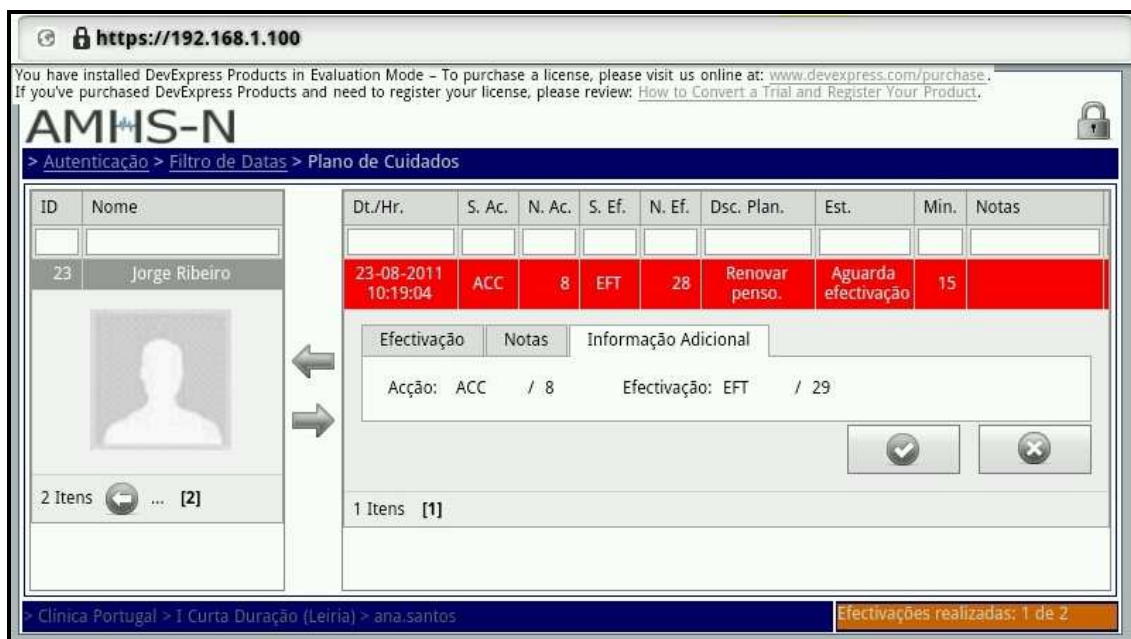 https://192.168.1.100
You have installed DevExpress Products in Evaluation Mode – To purchase a license, please visit us online at: www.devexpress.com/purchase.
If you've purchased DevExpress Products and need to register your license, please review: How to Convert a Trial and Register Your Product.
AMHS-N
> Autenticação > Filtro de Datas > Plano de Cuidados
ID Nome
23 Jorge Ribeiro
2 Itens ... [2]
Dt./Hr. S. Ac. N. Ac. S. Ef. N. Ef. Dsc. Plan. Est. Min. Notas
23-08-2011 10:19:04 ACC 8 EFT 28 Renovar penso. Aguarda efectivação 15
Efectivação Notas Informação Adicional
Acção: ACC / 8 Efectivação: EFT / 29
1 Itens [1]
> Clínica Portugal > I Curta Duração (Leiria) > ana.santos
Efectivações realizadas: 1 de 2